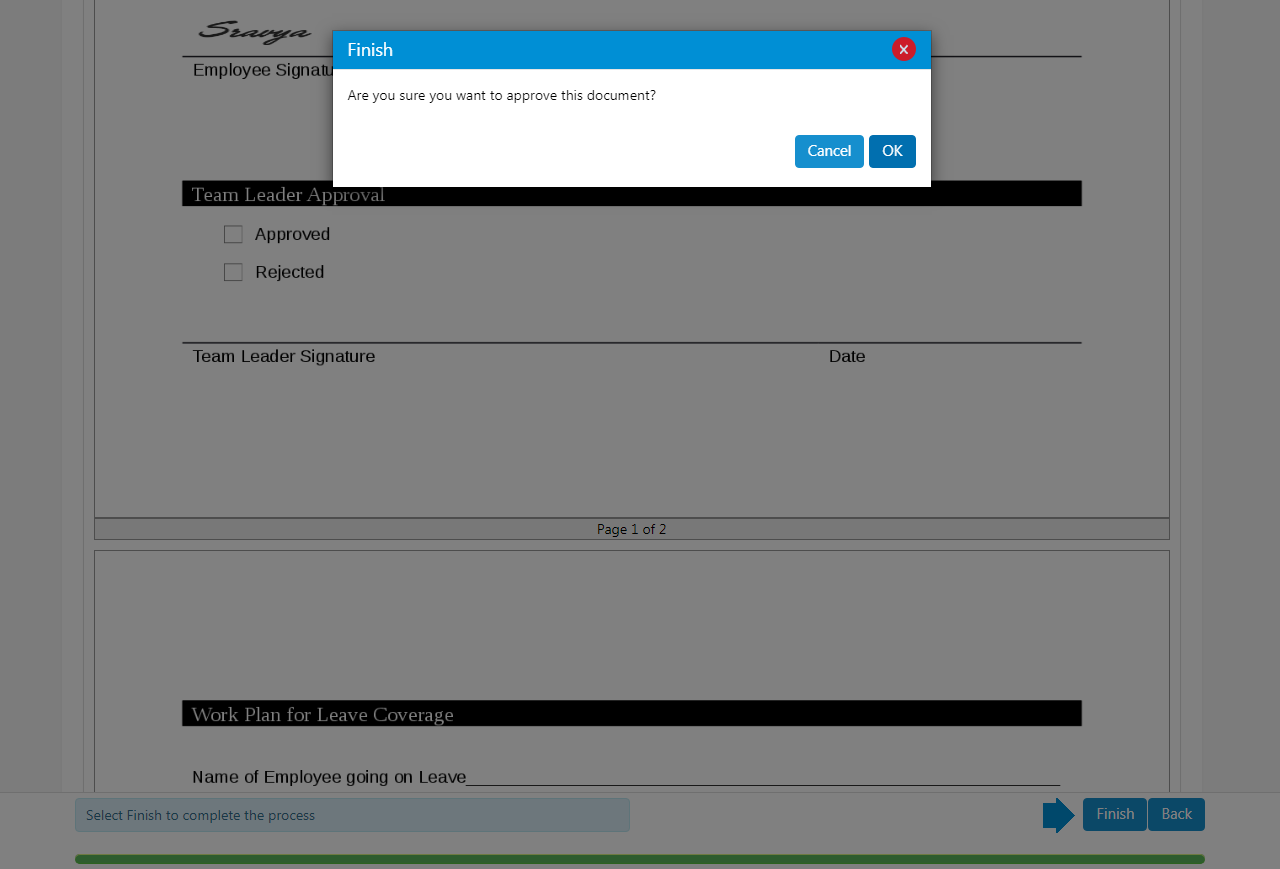 Sravya
Employee Signatu
Finish
Are you sure you want to approve this document?
Cancel OK
Team Leader Approval
Approved
Rejected
Team Leader Signature Date
Page 1 of 2
Work Plan for Leave Coverage
Name of Employee going on Leave
Select Finish to complete the process
Finish Back